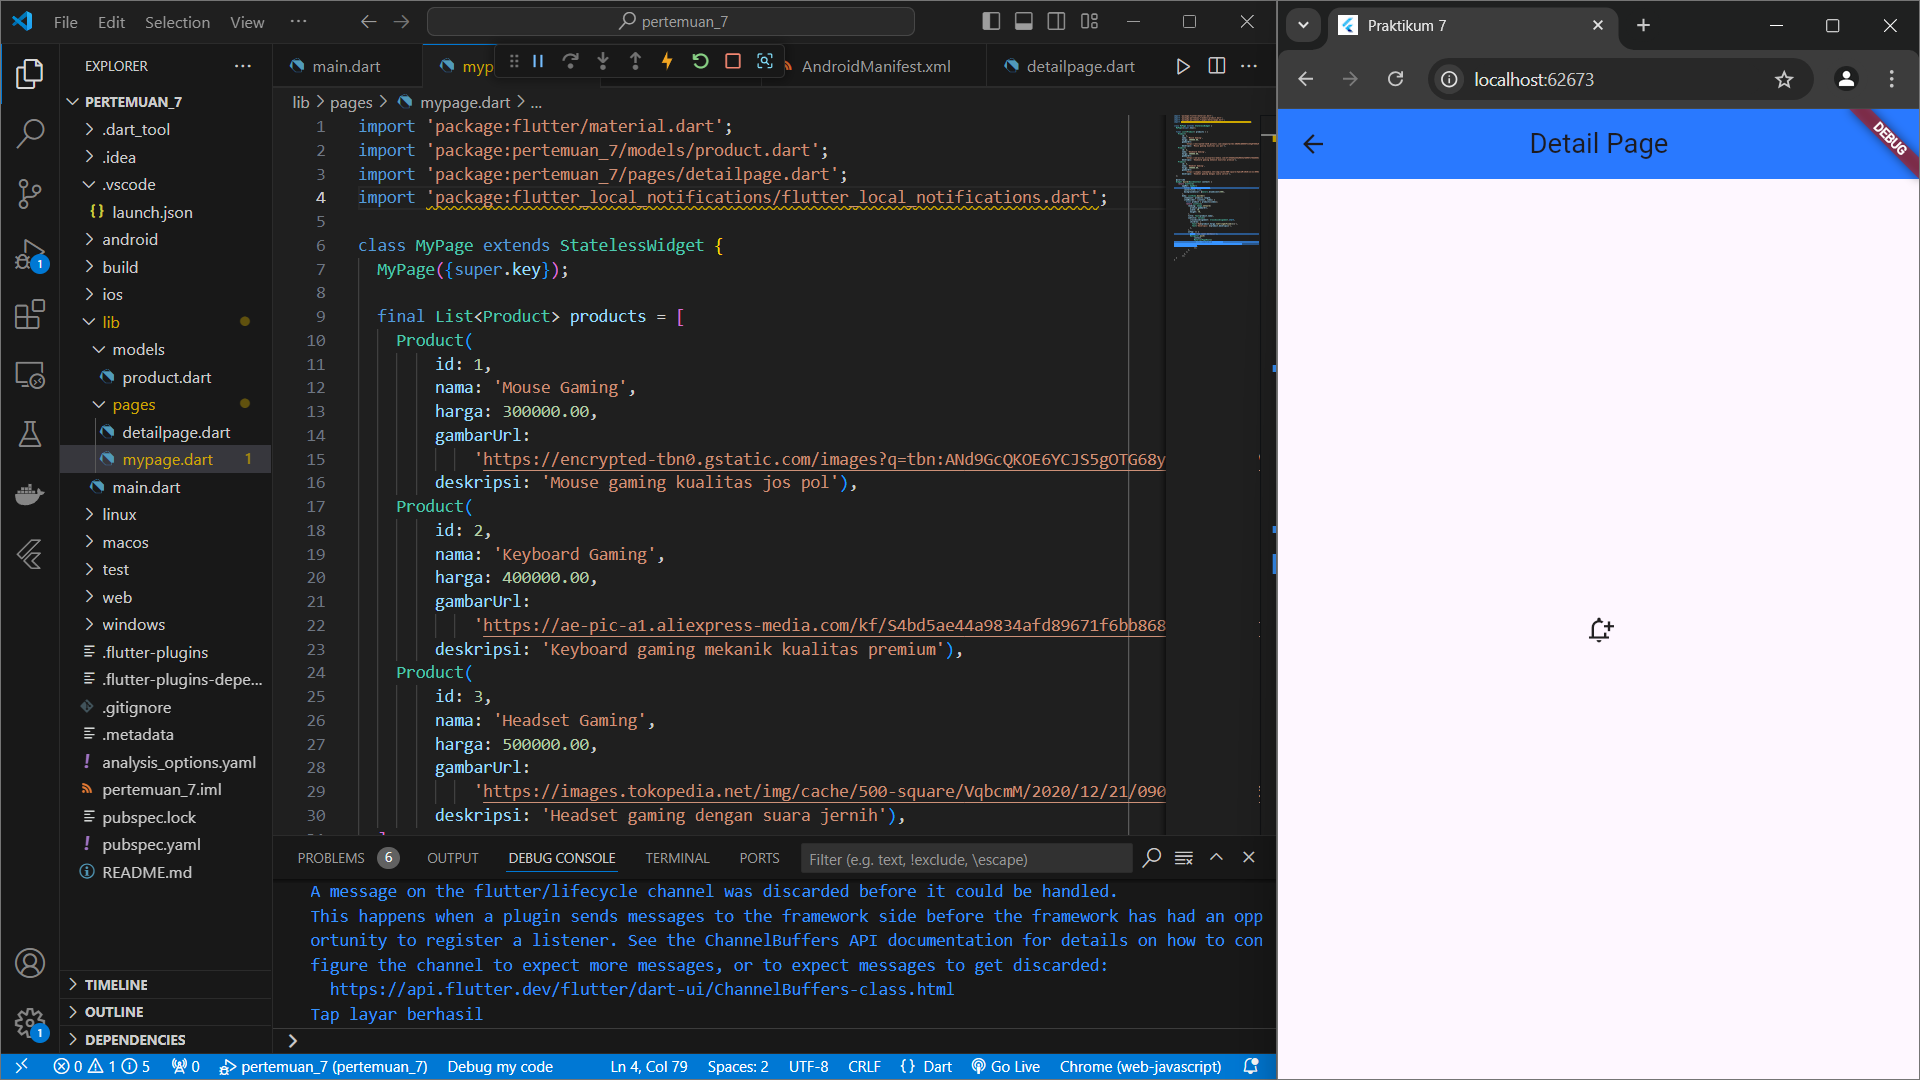 File Edit Selection View ···
pertemuan_7
EXPLORER
PERTEMUAN_7
.dart_tool
.idea
.vscode
launch.json
android
build
ios
lib
models
product.dart
pages
detailpage.dart
mypage.dart 1
main.dart
linux
macos
test
web
windows
.flutter-plugins
.flutter-plugins-depe...
.gitignore
.metadata
analysis_options.yaml
pertemuan_7.iml
pubspec.lock
pubspec.yaml
README.md
TIMELINE
OUTLINE
DEPENDENCIES
1
1
main.dart
myp
AndroidManifest.xml
detailpage.dart
lib > pages > mypage.dart > ...
1 import 'package:flutter/material.dart';
2 import 'package:pertemuan_7/models/product.dart';
3 import 'package:pertemuan_7/pages/detailpage.dart';
4 import 'package:flutter_local_notifications/flutter_local_notifications.dart';
5
6 class MyPage extends StatelessWidget {
7 MyPage({super.key});
8
9 final List<Product> products = [
10 Product(
11 id: 1,
12 nama: 'Mouse Gaming',
13 harga: 300000.00,
14 gambarUrl:
15 'https://encrypted-tbn0.gstatic.com/images?q=tbn:ANd9GcQKOE6YCJS5gOTG68y
16 deskripsi: 'Mouse gaming kualitas jos pol'),
17 Product(
18 id: 2,
19 nama: 'Keyboard Gaming',
20 harga: 400000.00,
21 gambarUrl:
22 'https://ae-pic-a1.aliexpress-media.com/kf/S4bd5ae44a9834afd89671f6bb868
23 deskripsi: 'Keyboard gaming mekanik kualitas premium'),
24 Product(
25 id: 3,
26 nama: 'Headset Gaming',
27 harga: 500000.00,
28 gambarUrl:
29 'https://images.tokopedia.net/img/cache/500-square/VqbcmM/2020/12/21/090
30 deskripsi: 'Headset gaming dengan suara jernih'),
PROBLEMS 6 OUTPUT DEBUG CONSOLE TERMINAL PORTS Filter (e.g. text, !exclude, \escape)
A message on the flutter/lifecycle channel was discarded before it could be handled.
This happens when a plugin sends messages to the framework side before the framework has had an opp
ortunity to register a listener. See the ChannelBuffers API documentation for details on how to con
figure the channel to expect more messages, or to expect messages to get discarded:
https://api.flutter.dev/flutter/dart-ui/ChannelBuffers-class.html
Tap layar berhasil
0 1 5 0 pertemuan_7 (pertemuan_7) Debug my code Ln 4, Col 79 Spaces: 2 UTF-8 CRLF {} Dart Go Live Chrome (web-javascript)
Praktikum 7
localhost:62673
Detail Page
DEBUG